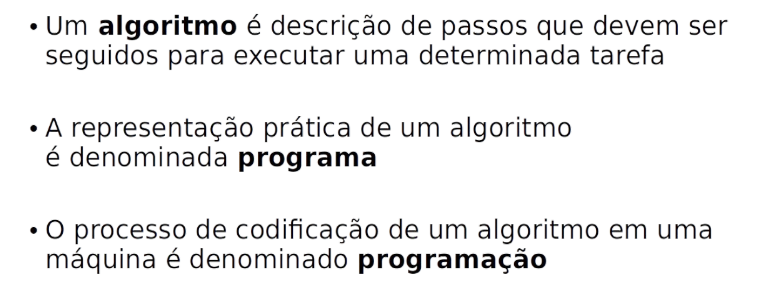 • Um algoritmo é descrição de passos que devem ser
seguidos para executar uma determinada tarefa
• A representação prática de um algoritmo
é denominada programa
• O processo de codificação de um algoritmo em uma
máquina é denominado programação